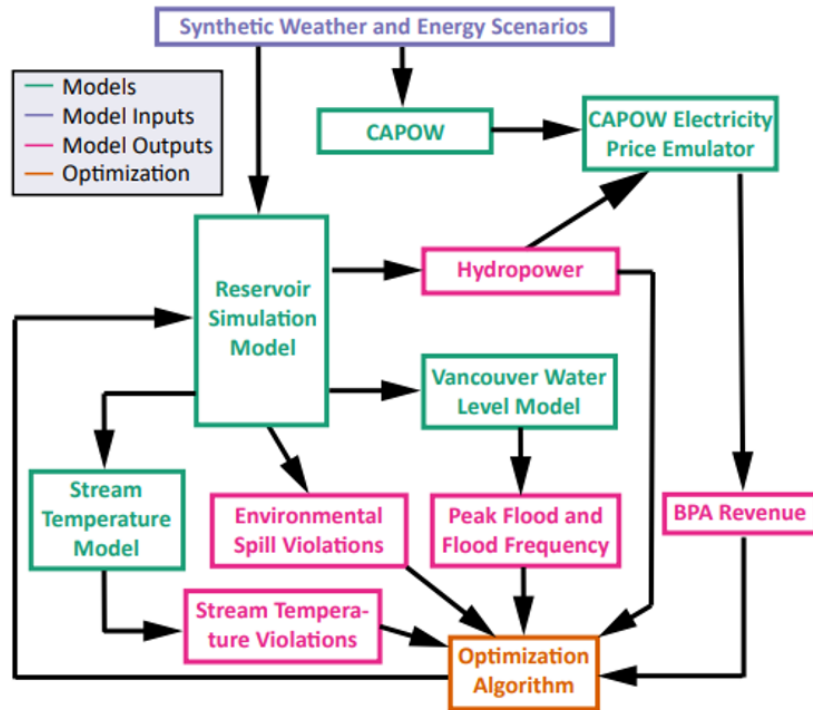 Synthetic Weather and Energy Scenarios
Models
Model Inputs
Model Outputs
Optimization
CAPOW
CAPOW Electricity
Price Emulator
Reservoir
Simulation
Model
Hydropower
Vancouver Water
Level Model
Stream
Temperature
Model
Environmental
Spill Violations
Peak Flood and
Flood Frequency
BPA Revenue
Stream Tempera-
ture Violations
Optimization
Algorithm